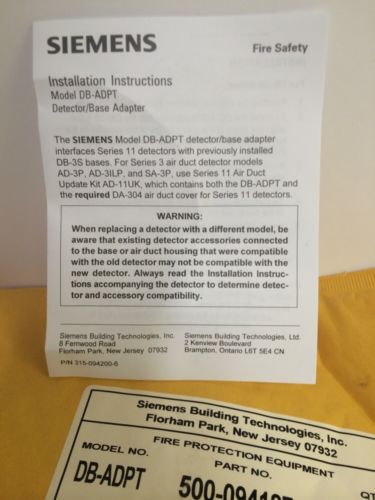 SIEMENS
Fire Safety
Installation Instructions
Model DB-ADPT
Detector/Base Adapter
The SIEMENS Model DB-ADPT detector/base adapter
interfaces Series 11 detectors with previously installed
DB-3S bases. For Series 3 air duct detector models
AD-3P, AD-3ILP, and SA-3P, use Series 11 Air Duct
Update Kit AD-11UK, which contains both the DB-ADPT and
the required DA-304 air duct cover for Series 11 detectors.
WARNING:
When replacing a detector with a different model, be
aware that existing detector accessories connected
to the base or air duct housing that were compatible
with the old detector may not be compatible with the
new detector. Always read the Installation Instruc-
tions accompanying the detector to determine detec-
tor and accessory compatibility.
Siemens Building Technologies, Inc.
8 Fernwood Road
Florham Park, New Jersey 07932
Siemens Building Technologies, Ltd.
2 Kenview Boulevard
Brampton, Ontario L6T 5E4 CN
P/N 315-094200-6
Siemens Building Technologies, Inc.
Florham Park, New Jersey 07932
FIRE PROTECTION EQUIPMENT
MODEL NO.
PART NO.
DB-ADPT